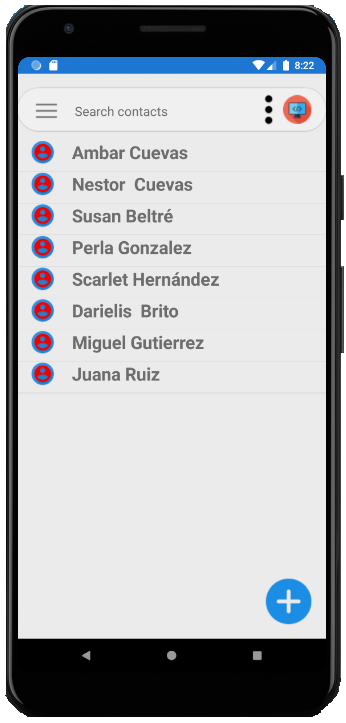 8:22
Search contacts
Ambar Cuevas
Nestor  Cuevas
Susan Beltré
Perla Gonzalez
Scarlet Hernández
Darielis  Brito
Miguel Gutierrez
Juana Ruiz